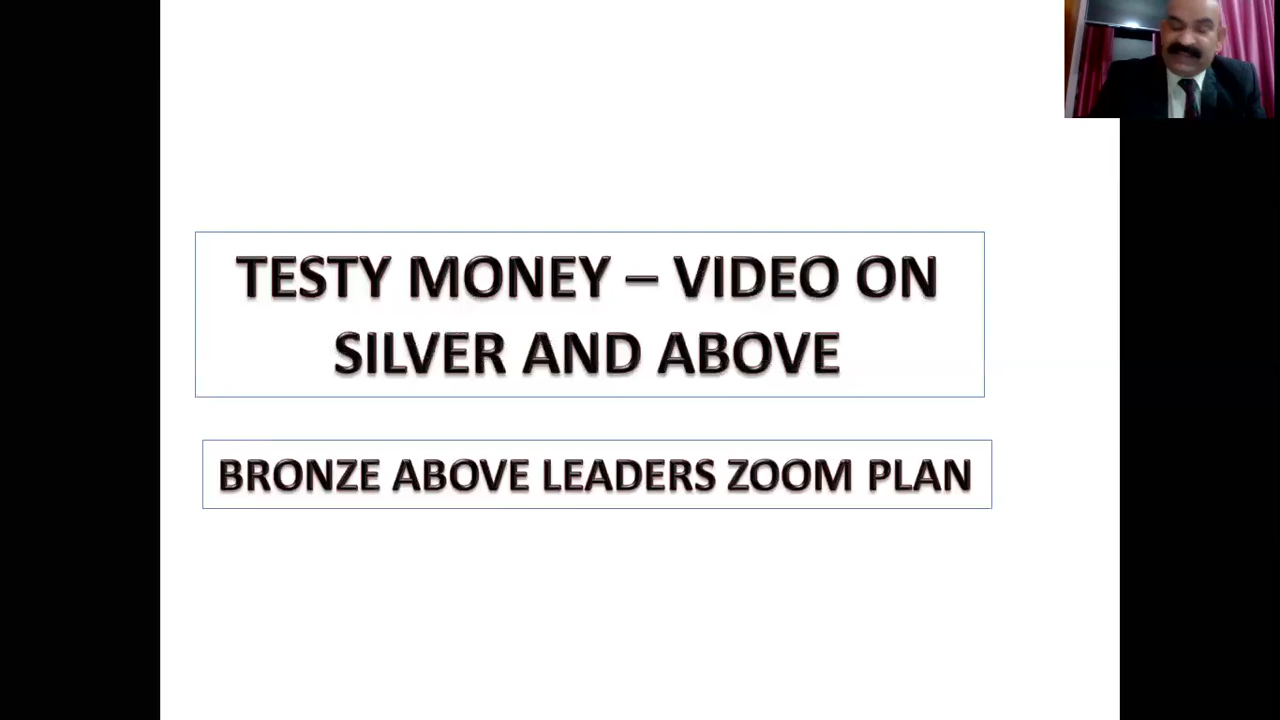 TESTY MONEY – VIDEO ON
SILVER AND ABOVE
BRONZE ABOVE LEADERS ZOOM PLAN